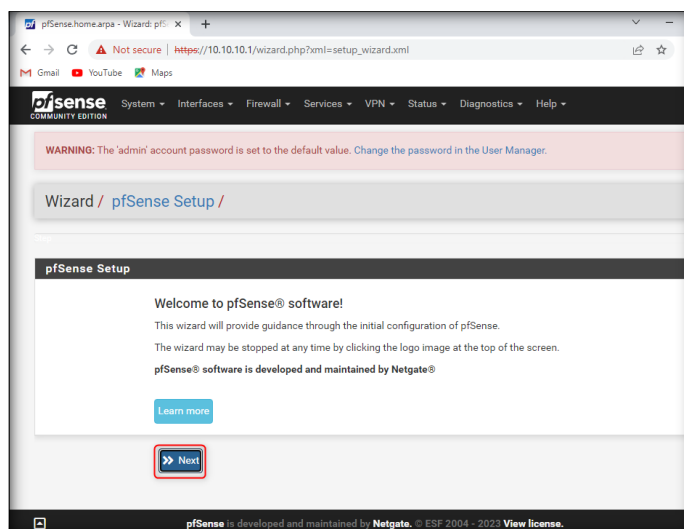 pfSense.home.arpa - Wizard: pfS
Not secure | https://10.10.10.1/wizard.php?xml=setup_wizard.xml
Gmail YouTube Maps
pfsense System Interfaces Firewall Services VPN Status Diagnostics Help
COMMUNITY EDITION
WARNING: The 'admin' account password is set to the default value. Change the password in the User Manager.
Wizard / pfSense Setup /
pfSense Setup
Welcome to pfSense® software!
This wizard will provide guidance through the initial configuration of pfSense.
The wizard may be stopped at any time by clicking the logo image at the top of the screen.
pfSense® software is developed and maintained by Netgate®
Learn more
Next
pfSense is developed and maintained by Netgate. © ESF 2004 - 2023 View license.